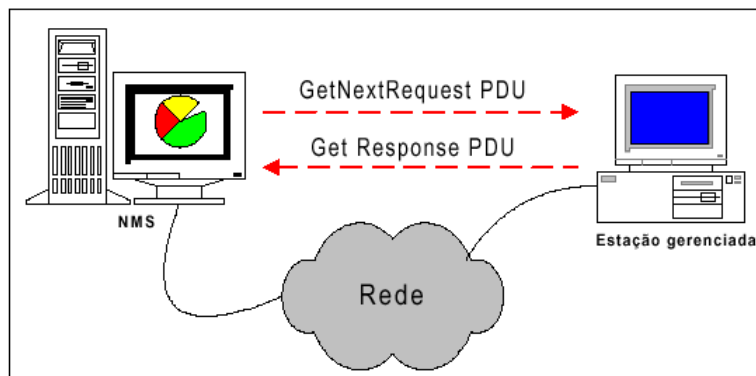 GetNextRequest PDU
Get Response PDU
NMS
Estação gerenciada
Rede